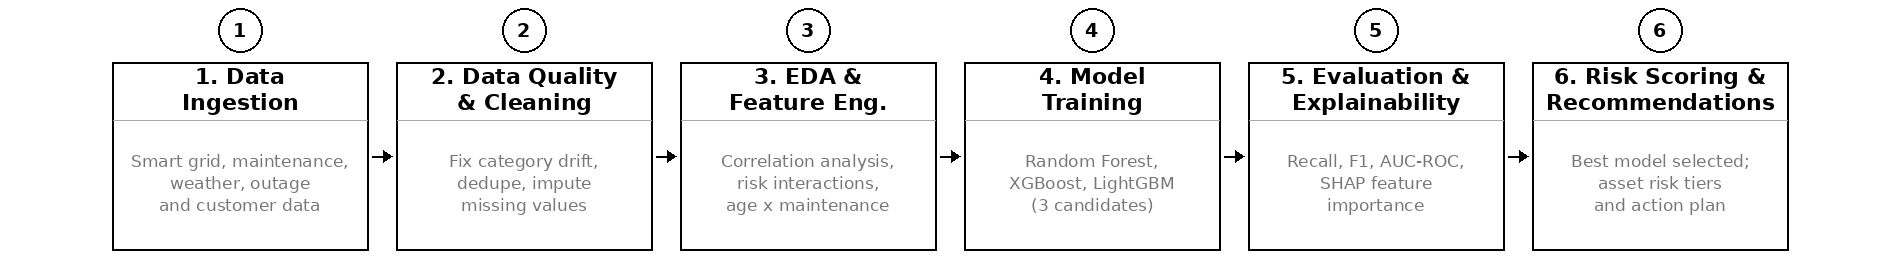 1
1. Data
Ingestion
Smart grid, maintenance,
weather, outage
and customer data
2
2. Data Quality
& Cleaning
Fix category drift,
dedupe, impute
missing values
3
3. EDA &
Feature Eng.
Correlation analysis,
risk interactions,
age x maintenance
4
4. Model
Training
Random Forest,
XGBoost, LightGBM
(3 candidates)
5
5. Evaluation &
Explainability
Recall, F1, AUC-ROC,
SHAP feature
importance
6
6. Risk Scoring &
Recommendations
Best model selected;
asset risk tiers
and action plan